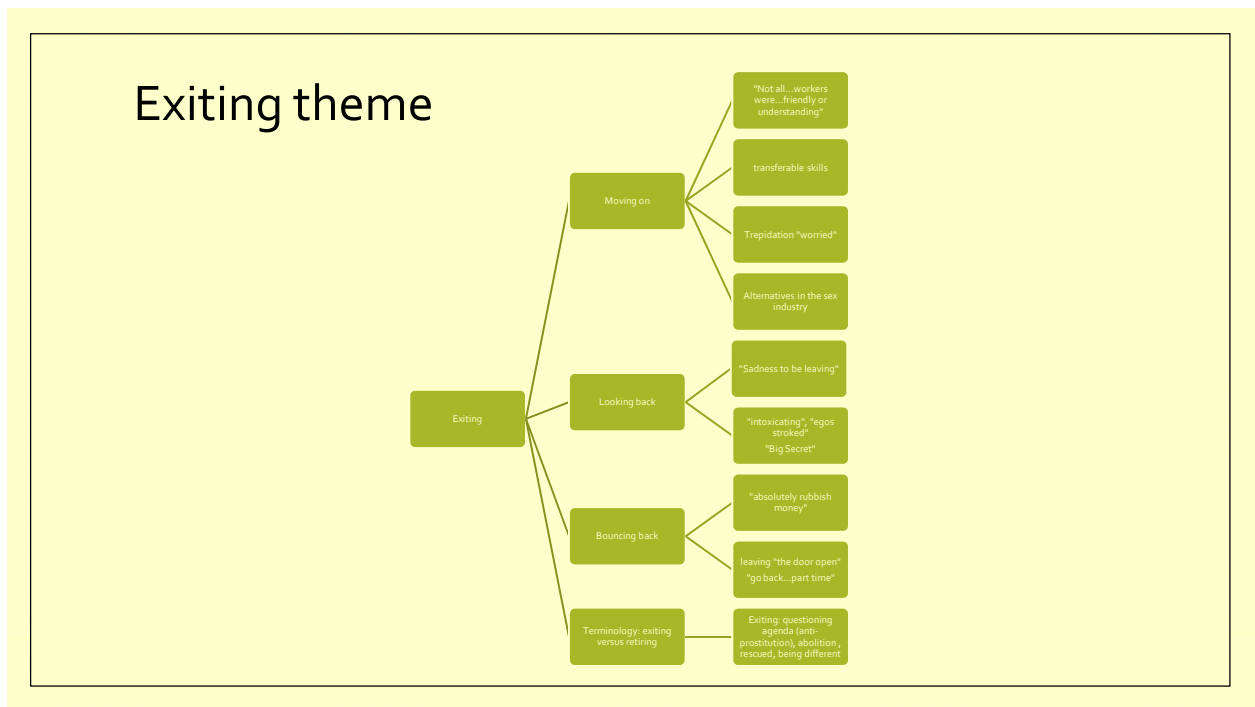 Exiting theme
Exiting
Moving on
"Not all...workers
were...friendly or
understanding"
transferable skills
Trepidation "worried"
Alternatives in the sex
industry
Looking back
"Sadness to be leaving"
"intoxicating", "egos
stroked"
"Big Secret"
Bouncing back
"absolutely rubbish
money"
leaving "the door open"
"go back...part time"
Terminology: exiting
versus retiring
Exiting: questioning
agenda (anti-
prostitution), abolition ,
rescued, being different